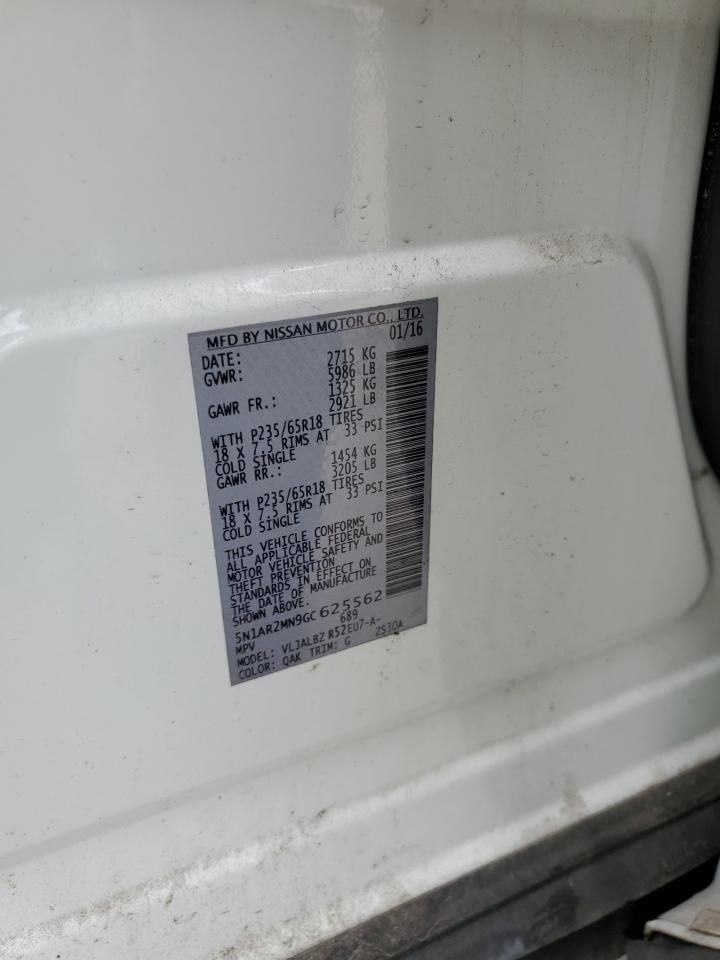 MFD BY NISSAN MOTOR CO., LTD.
DATE: 01/16
GVWR: 2715 KG
5986 LB
GAWR FR.: 1325 KG
2921 LB
WITH P235/65R18 TIRES
18 X 7.5 RIMS AT 33 PSI
COLD SINGLE
GAWR RR.: 1454 KG
3205 LB
WITH P235/65R18 TIRES
18 X 7.5 RIMS AT 33 PSI
COLD SINGLE
THIS VEHICLE CONFORMS TO
ALL APPLICABLE FEDERAL
MOTOR VEHICLE SAFETY AND
THEFT PREVENTION
STANDARDS IN EFFECT ON
THE DATE OF MANUFACTURE
SHOWN ABOVE.
5N1AR2MN9GC625562
MPV 689
MODEL: VLJALBZ R52EU7-A-
COLOR: QAK TRIM: G 2S30A